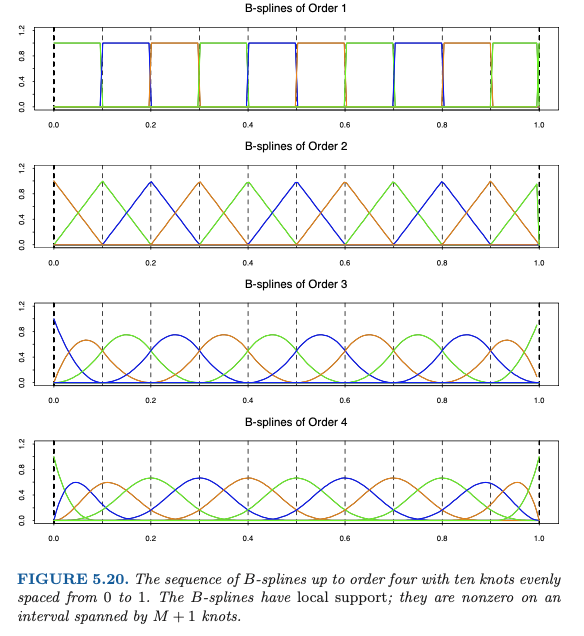 B-splines of Order 1
0.0 0.4 0.8 1.2
0.0 0.2 0.4 0.6 0.8 1.0
B-splines of Order 2
0.0 0.4 0.8 1.2
0.0 0.2 0.4 0.6 0.8 1.0
B-splines of Order 3
0.0 0.4 0.8 1.2
0.0 0.2 0.4 0.6 0.8 1.0
B-splines of Order 4
0.0 0.4 0.8 1.2
0.0 0.2 0.4 0.6 0.8 1.0
FIGURE 5.20. The sequence of B-splines up to order four with ten knots evenly
spaced from 0 to 1. The B-splines have local support; they are nonzero on an
interval spanned by M + 1 knots.